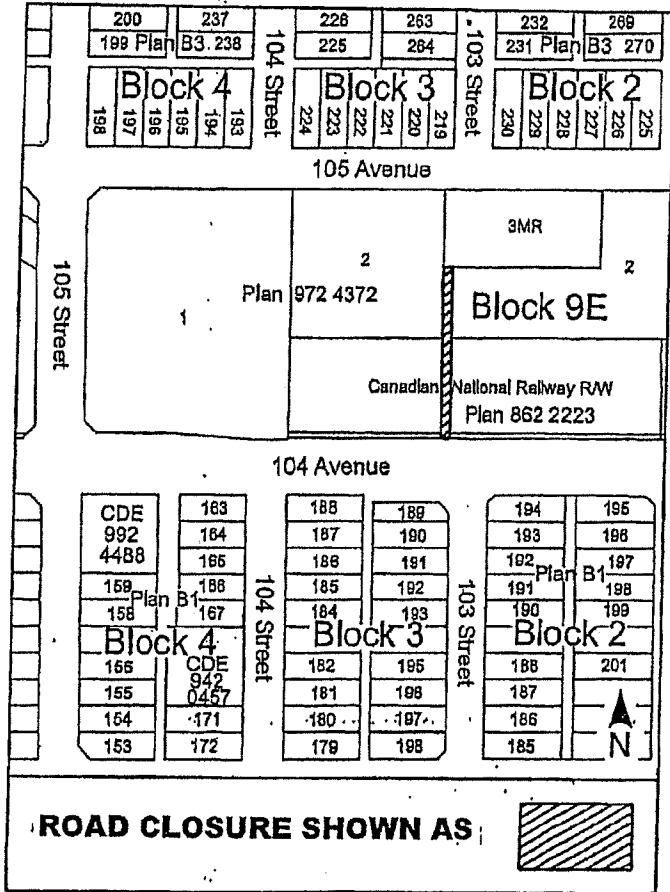 200 237 226 263 232 269
199 Plan B3. 238 225 264 231 Plan B3 270
104 Street
103 Street
Block 4 Block 3 Block 2
198 197 196 195 194 193
224 223 222 221 220 219
230 229 228 227 226 225
105 Avenue
3MR
2
2
105 Street
Plan 972 4372
1
Block 9E
Canadian National Railway R/W
Plan 862 2223
104 Avenue
CDE
992
4488
159
158
163
164
165
166
167
Plan B1
Block 4
156
155
154
153
CDE
942
0457
171
172
104 Street
188 189
187 190
186 191
185 192
184 193
Block 3
182 195
181 196
180 197
179 198
103 Street
194 195
193 196
192 197
Plan B1
191 198
190 199
Block 2
188 201
187
186
185
N
ROAD CLOSURE SHOWN AS